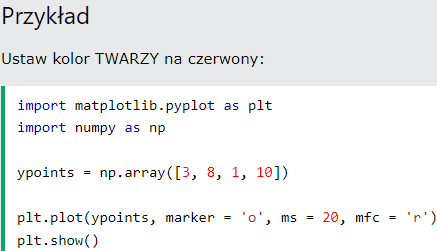 Przykład
Ustaw kolor TWARZY na czerwony:
import matplotlib.pyplot as plt
import numpy as np
ypoints = np.array([3, 8, 1, 10])
plt.plot(ypoints, marker = 'o', ms = 20, mfc = 'r')
plt.show()